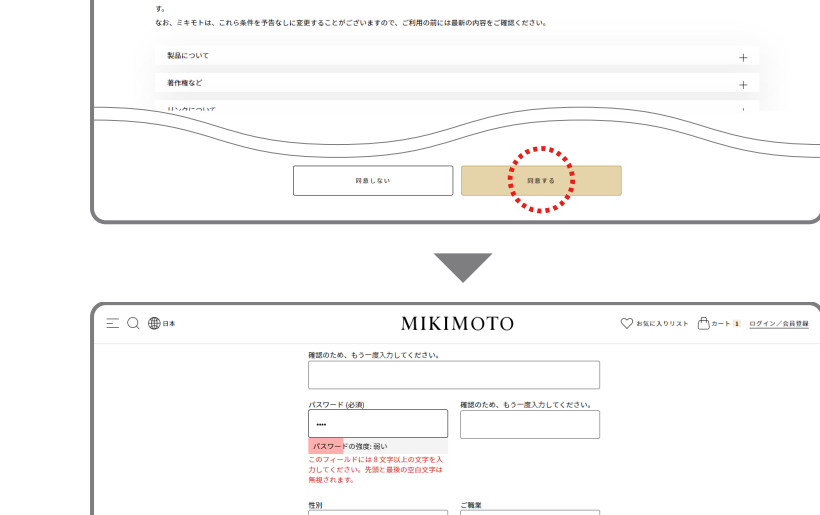 す。
なお、ミキモトは、これら条件を予告なしに変更することがございますので、ご利用の前には最新の内容をご確認ください。
製品について
著作権など
リンクについて
同意しない
同意する
日本
MIKIMOTO
お気に入りリスト
カート 1
ログイン／会員登録
確認のため、もう一度入力してください。
パスワード (必須)
確認のため、もう一度入力してください。
••••
パスワードの強度: 弱い
このフィールドには 8 文字以上の文字を入
力してください。先頭と最後の空白文字は
無視されます。
性別
ご職業